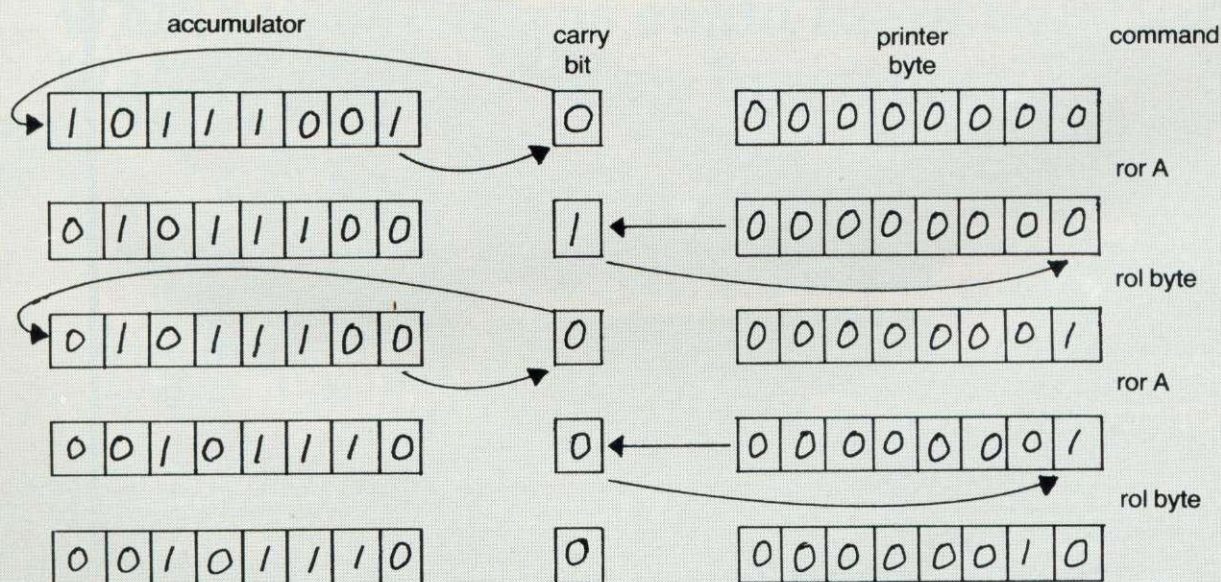 accumulator carry bit printer byte command
1 0 1 1 1 0 0 1 0 0 0 0 0 0 0 0 0
ror A
0 1 0 1 1 1 0 0 1 0 0 0 0 0 0 0 0
rol byte
0 1 0 1 1 1 0 0 0 0 0 0 0 0 0 0 1
ror A
0 0 1 0 1 1 1 0 0 0 0 0 0 0 0 0 1
rol byte
0 0 1 0 1 1 1 0 0 0 0 0 0 0 0 1 0